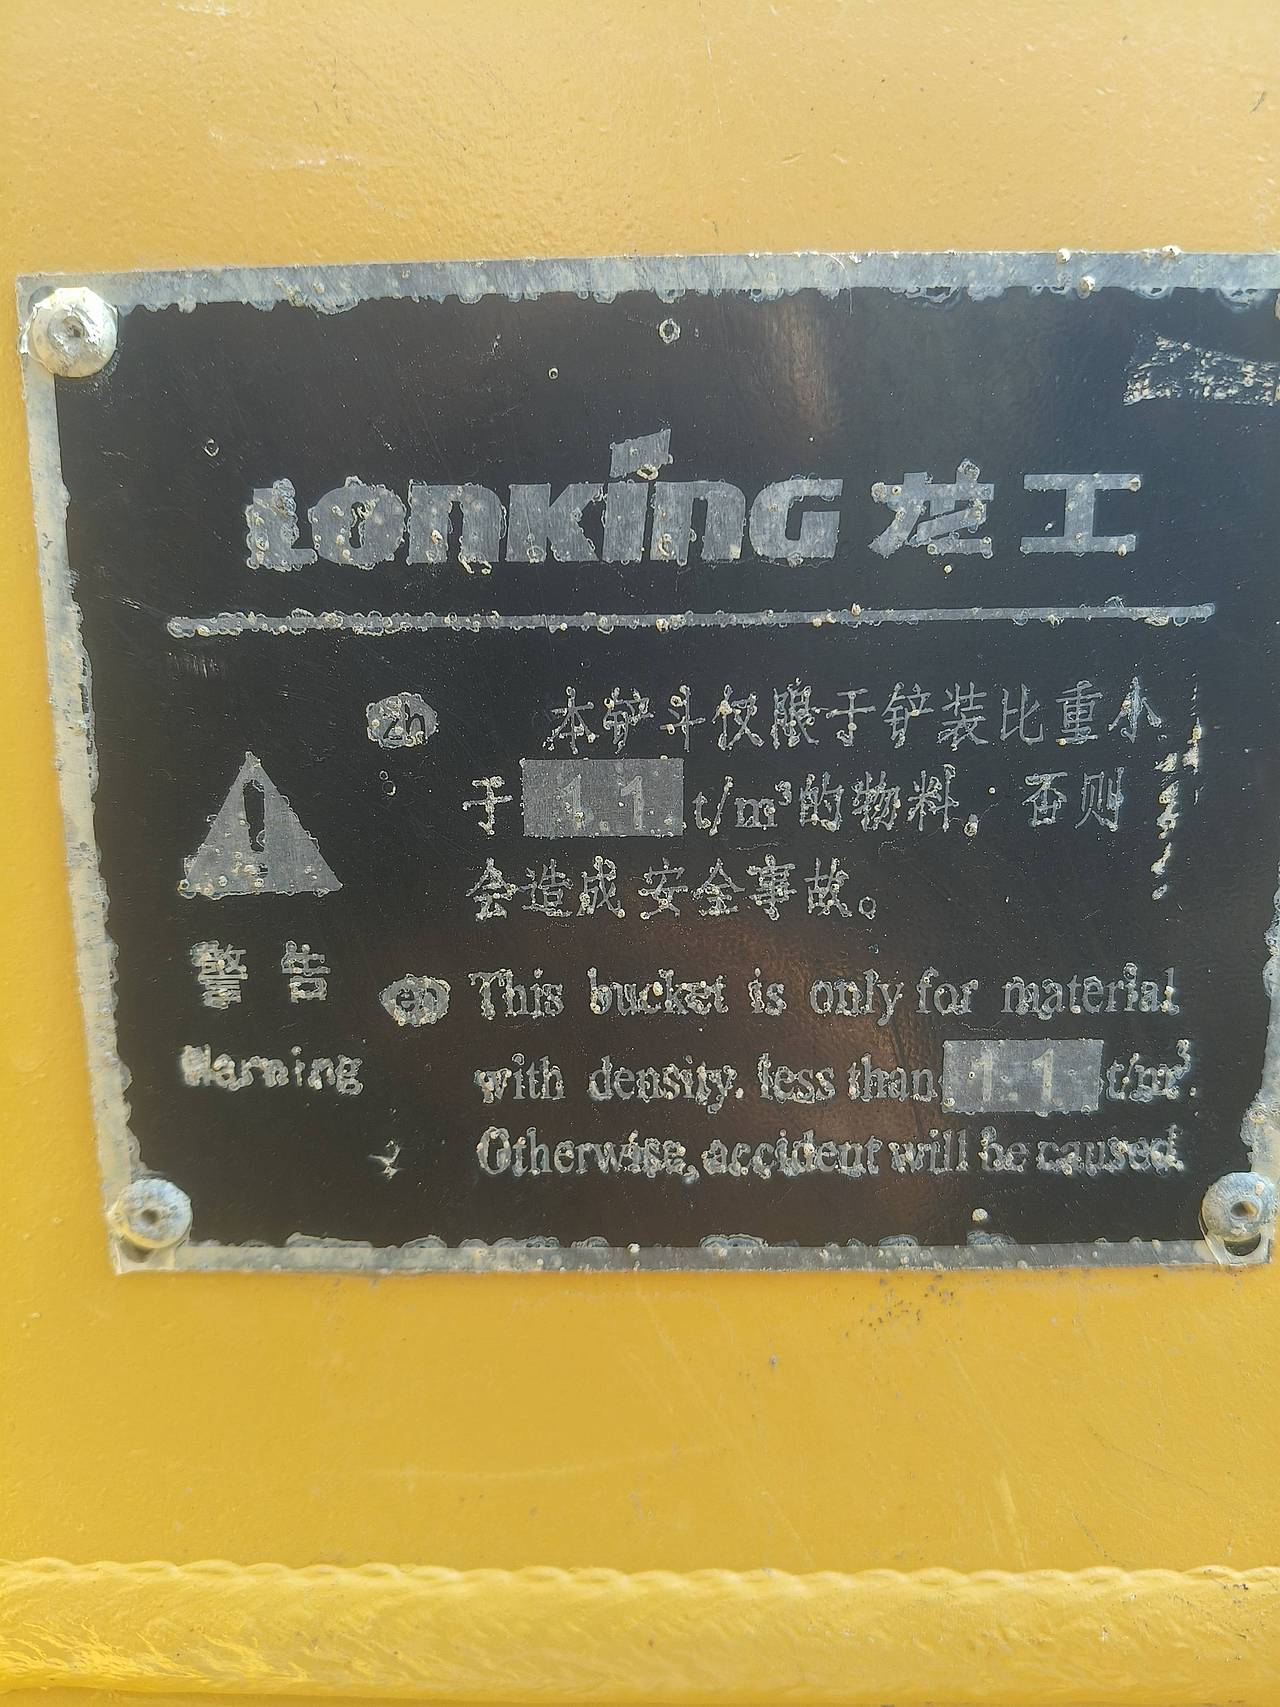 LONKING 龙工
zh 本铲斗仅限于铲装比重小
于 1.1 t/m³的物料，否则
会造成安全事故。
警告
Warning
en This bucket is only for material
with density less than 1.1 t/m³.
Otherwise, accident will be caused.